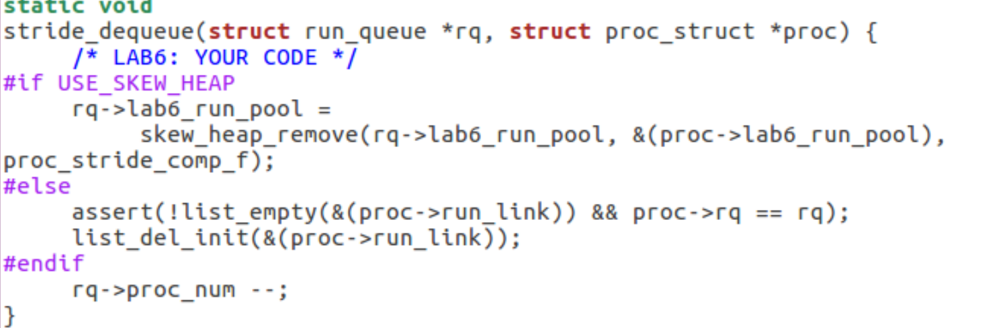 static void
stride_dequeue(struct run_queue *rq, struct proc_struct *proc) {
     /* LAB6: YOUR CODE */
#if USE_SKEW_HEAP
     rq->lab6_run_pool =
          skew_heap_remove(rq->lab6_run_pool, &(proc->lab6_run_pool),
proc_stride_comp_f);
#else
     assert(!list_empty(&(proc->run_link)) && proc->rq == rq);
     list_del_init(&(proc->run_link));
#endif
     rq->proc_num --;
}